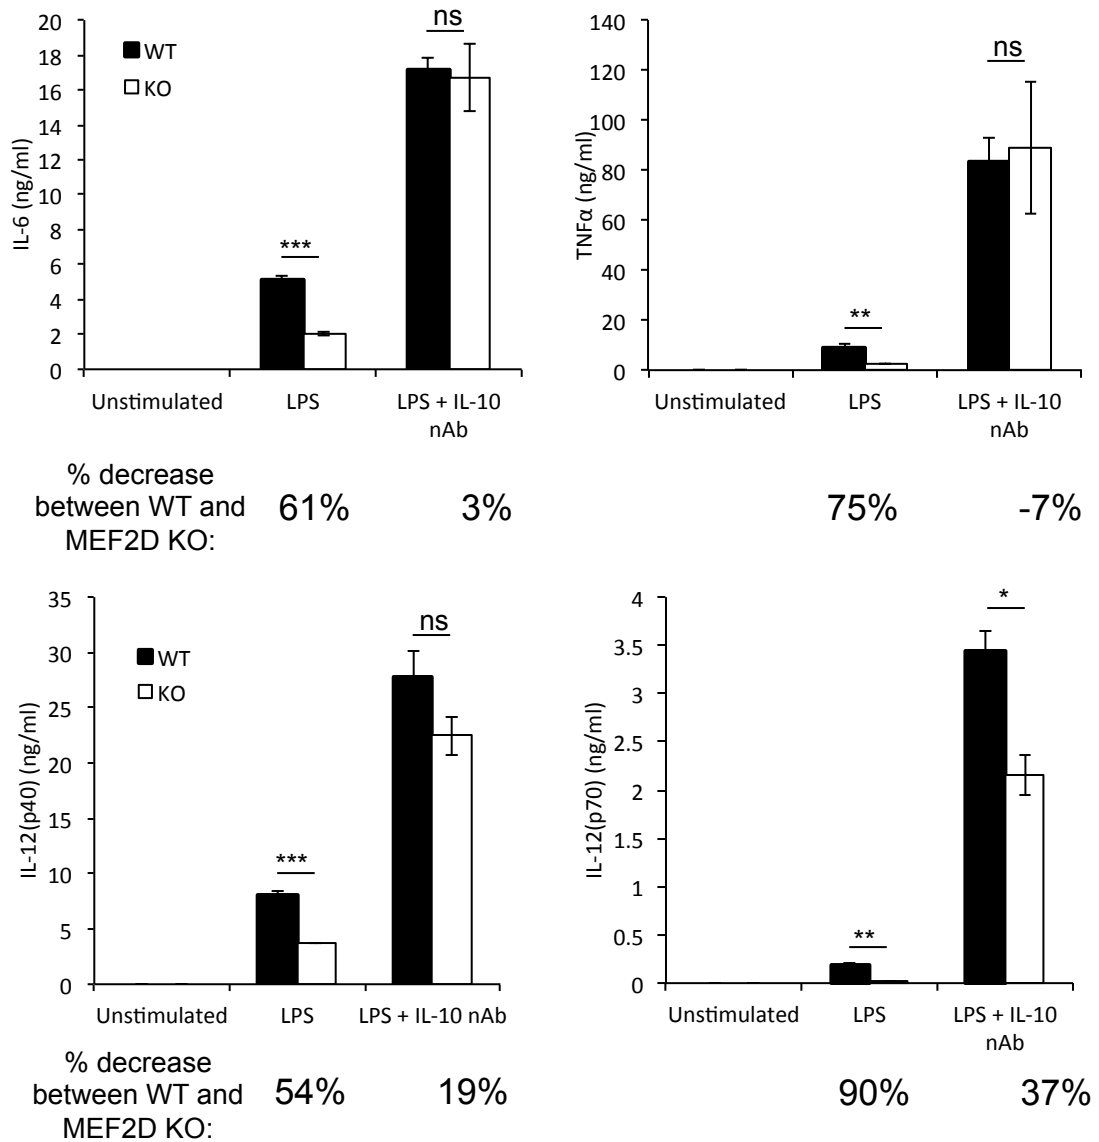 20
18
16
14
12
10
8
6
4
2
0
IL-6 (ng/ml)
WT
KO
***
ns
Unstimulated
LPS
LPS + IL-10
nAb
140
120
100
80
60
40
20
0
TNFα (ng/ml)
**
ns
Unstimulated
LPS
LPS + IL-10
nAb
% decrease
between WT and
MEF2D KO:
61%
3%
75%
-7%
35
30
25
20
15
10
5
0
IL-12(p40) (ng/ml)
WT
KO
***
ns
Unstimulated
LPS
LPS + IL-10 nAb
4
3.5
3
2.5
2
1.5
1
0.5
0
IL-12(p70) (ng/ml)
**
*
Unstimulated
LPS
LPS + IL-10
nAb
% decrease
between WT and
MEF2D KO:
54%
19%
90%
37%